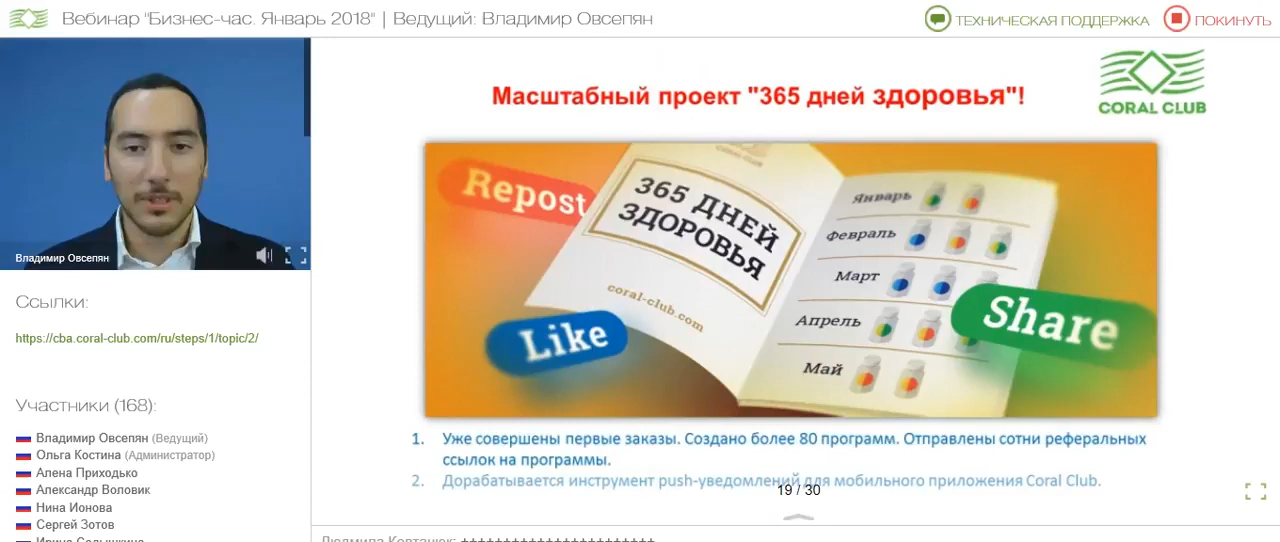 Вебинар "Бизнес-час. Январь 2018" | Ведущий: Владимир Овсепян
ТЕХНИЧЕСКАЯ ПОДДЕРЖКА
ПОКИНУТЬ
Владимир Овсепян
Ссылки:
https://cba.coral-club.com/ru/steps/1/topic/2/
Участники (168):
Владимир Овсепян (Ведущий)
Ольга Костина (Администратор)
Алена Приходько
Александр Воловик
Нина Ионова
Сергей Зотов
Масштабный проект "365 дней здоровья"!
CORAL CLUB
Repost
CORAL CLUB
365 ДНЕЙ
ЗДОРОВЬЯ
coral-club.com
Like
Январь
Февраль
Март
Апрель
Май
Share
1. Уже совершены первые заказы. Создано более 80 программ. Отправлены сотни реферальных
ссылок на программы.
2. Дорабатывается инструмент push-уведомлений для мобильного приложения Coral Club.
19 / 30